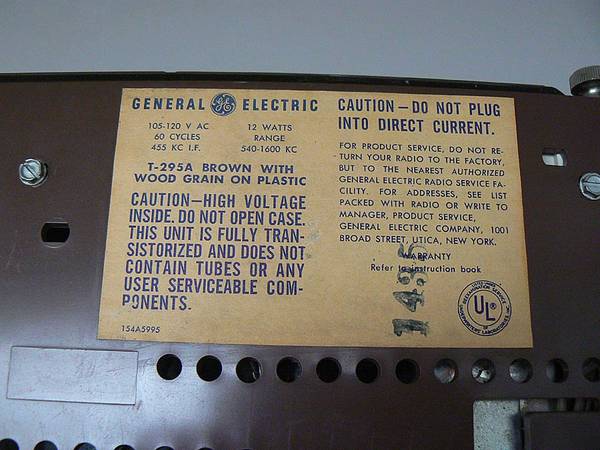 GENERAL GE ELECTRIC
105-120 V AC 12 WATTS
60 CYCLES RANGE
455 KC I.F. 540-1600 KC
T-295A BROWN WITH
WOOD GRAIN ON PLASTIC
CAUTION—HIGH VOLTAGE
INSIDE. DO NOT OPEN CASE.
THIS UNIT IS FULLY TRAN-
SISTORIZED AND DOES NOT
CONTAIN TUBES OR ANY
USER SERVICEABLE COM-
PONENTS.
154A5995
CAUTION—DO NOT PLUG
INTO DIRECT CURRENT.
FOR PRODUCT SERVICE, DO NOT RE-
TURN YOUR RADIO TO THE FACTORY,
BUT TO THE NEAREST AUTHORIZED
GENERAL ELECTRIC RADIO SERVICE FA-
CILITY. FOR ADDRESSES, SEE LIST
PACKED WITH RADIO OR WRITE TO
MANAGER, PRODUCT SERVICE,
GENERAL ELECTRIC COMPANY, 1001
BROAD STREET, UTICA, NEW YORK.
WARRANTY
Refer to instruction book
UL